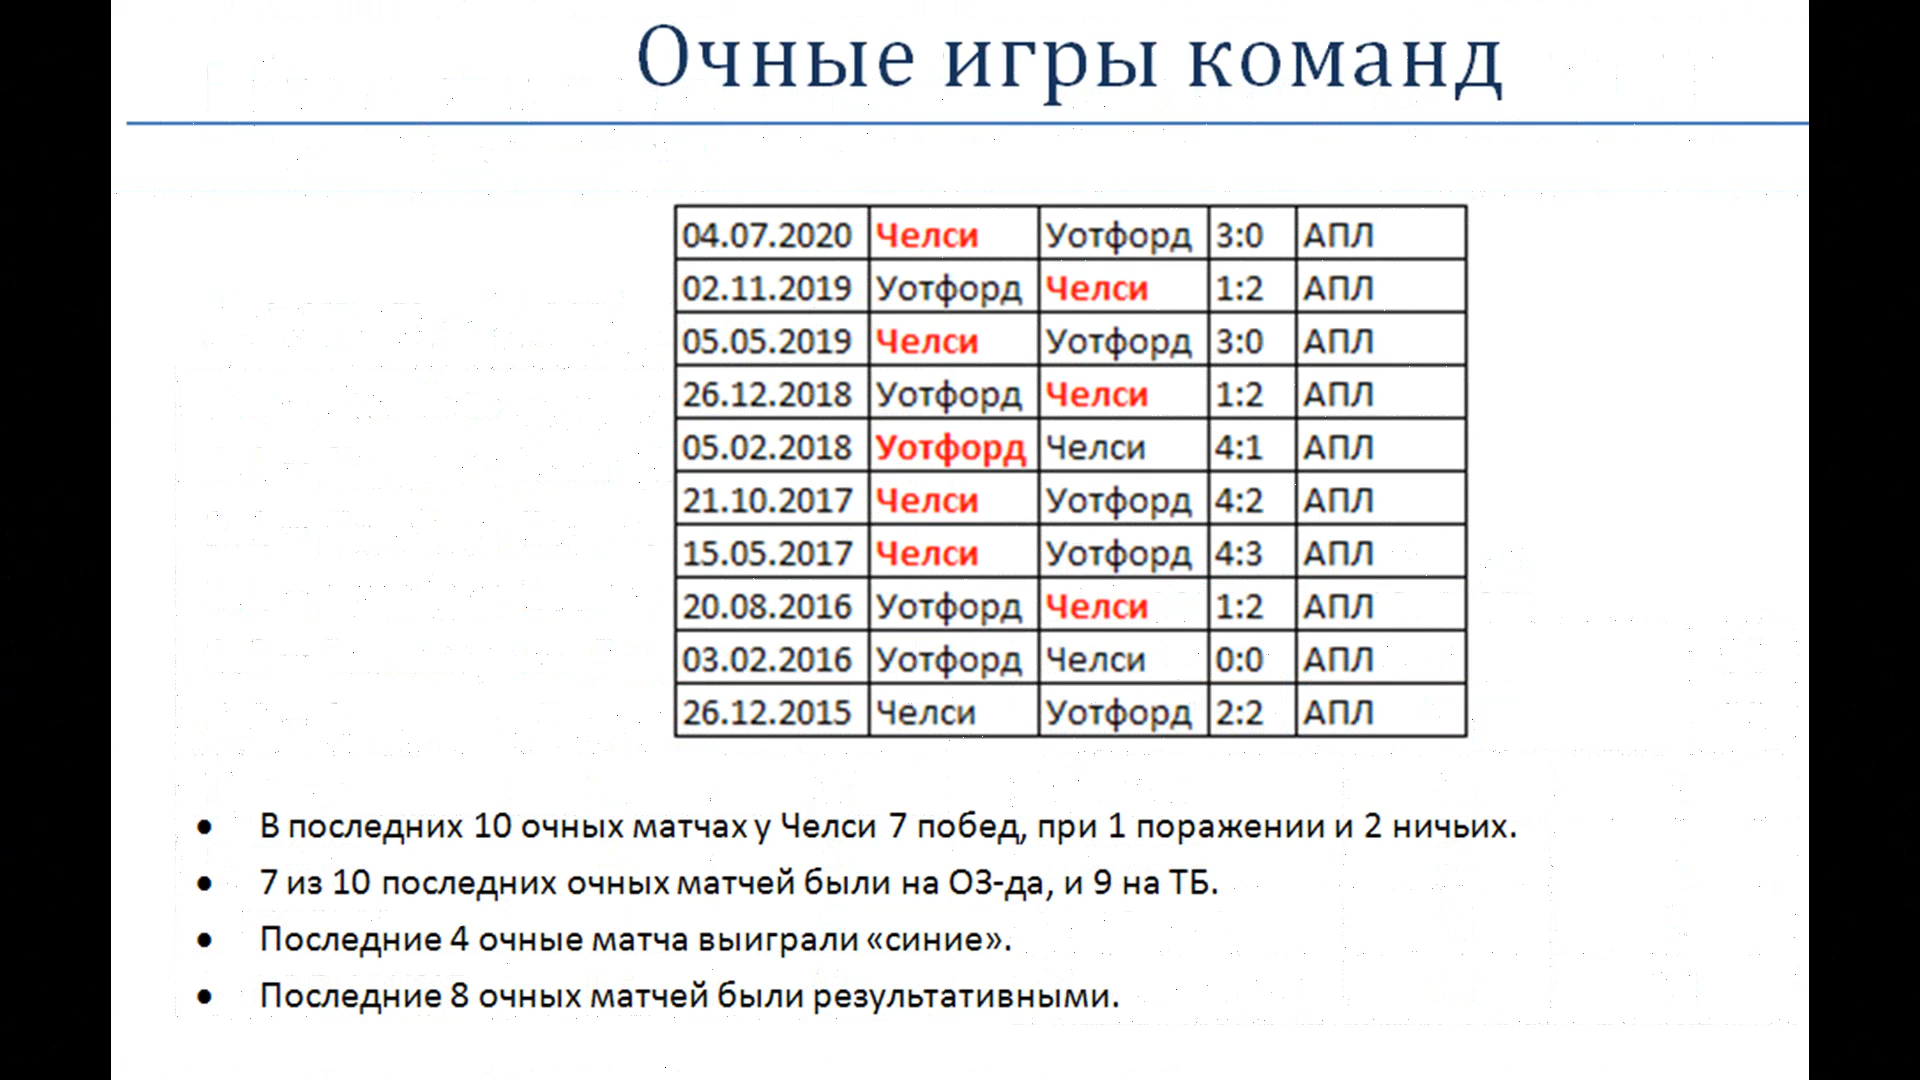 Очные игры команд
04.07.2020 Челси Уотфорд 3:0 АПЛ
02.11.2019 Уотфорд Челси 1:2 АПЛ
05.05.2019 Челси Уотфорд 3:0 АПЛ
26.12.2018 Уотфорд Челси 1:2 АПЛ
05.02.2018 Уотфорд Челси 4:1 АПЛ
21.10.2017 Челси Уотфорд 4:2 АПЛ
15.05.2017 Челси Уотфорд 4:3 АПЛ
20.08.2016 Уотфорд Челси 1:2 АПЛ
03.02.2016 Уотфорд Челси 0:0 АПЛ
26.12.2015 Челси Уотфорд 2:2 АПЛ
• В последних 10 очных матчах у Челси 7 побед, при 1 поражении и 2 ничьих.
• 7 из 10 последних очных матчей были на ОЗ-да, и 9 на ТБ.
• Последние 4 очные матча выиграли «синие».
• Последние 8 очных матчей были результативными.